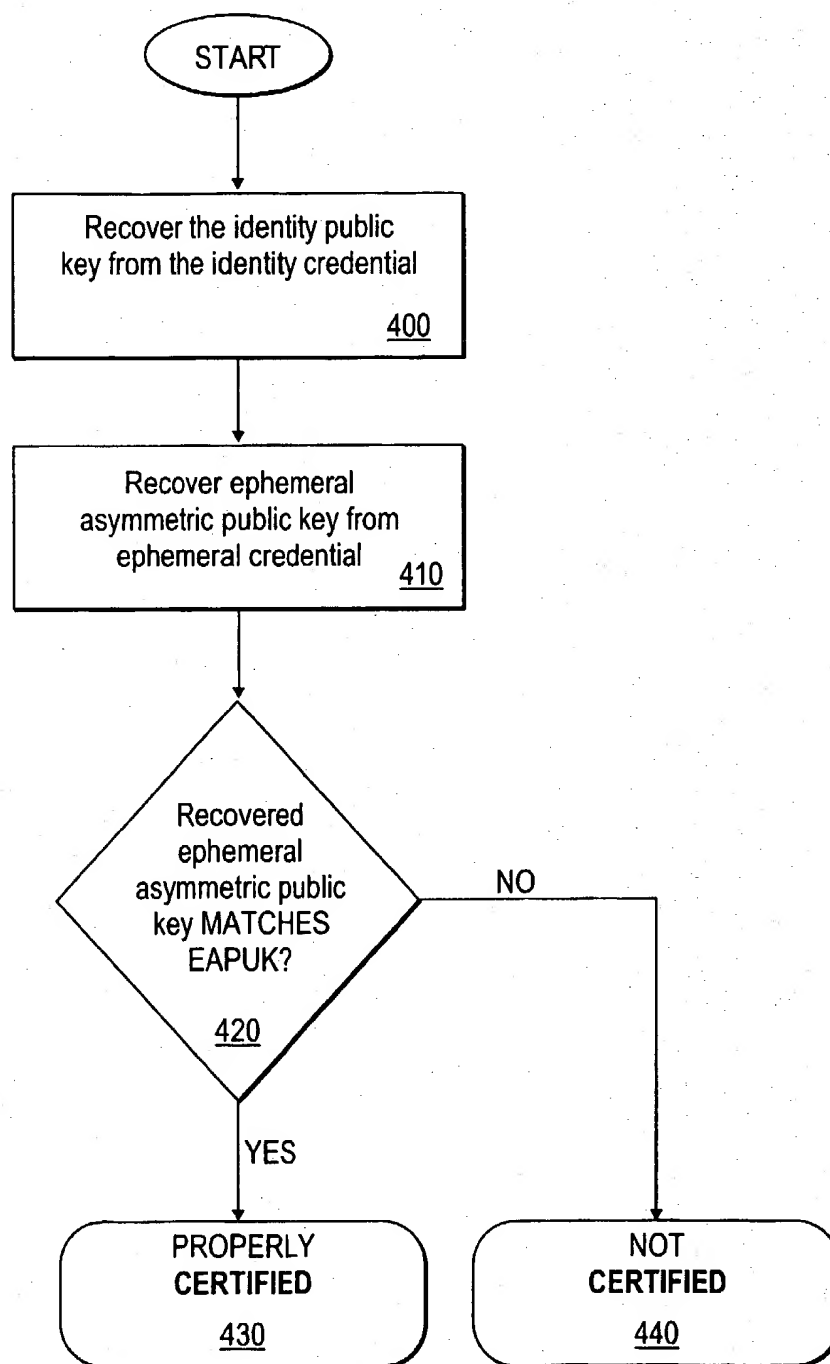 START
Recover the identity public
key from the identity credential
400
Recover ephemeral
asymmetric public key from
ephemeral credential
410
Recovered
ephemeral
asymmetric public
key MATCHES
EAPUK?
420
NO
YES
PROPERLY
CERTIFIED
430
NOT
CERTIFIED
440